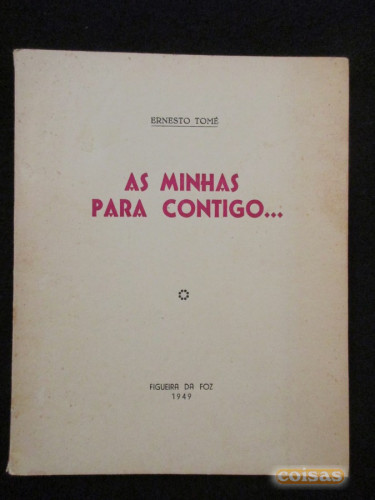 ERNESTO TOMÉ
AS MINHAS
PARA CONTIGO...
FIGUEIRA DA FOZ
1949
coisas